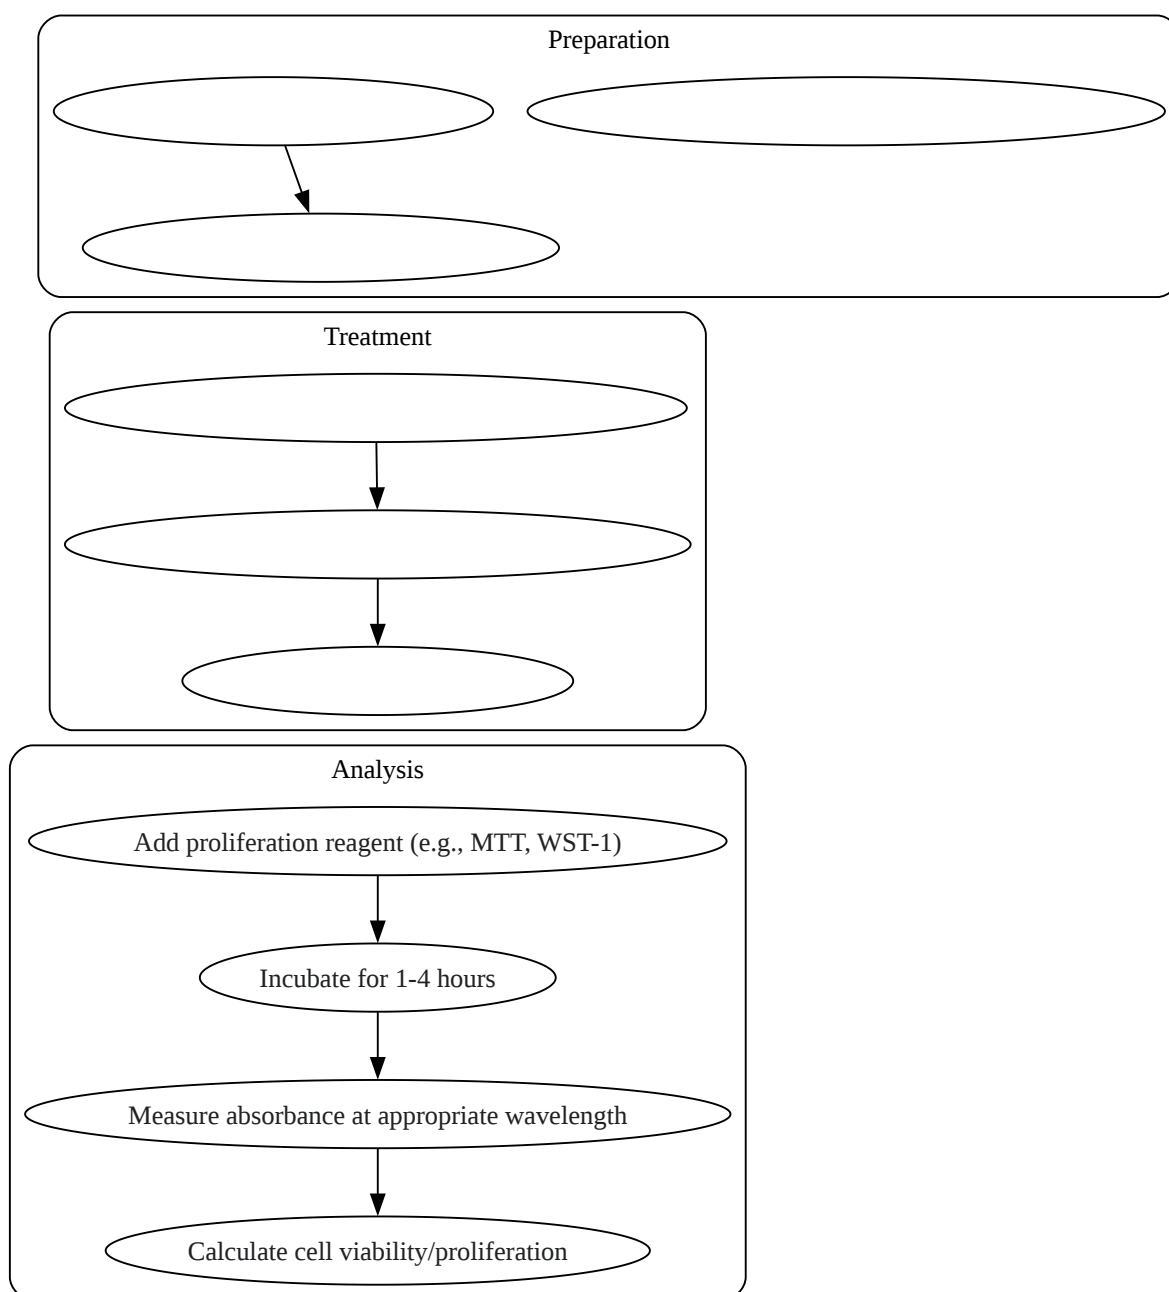 Preparation
Treatment
Analysis
Add proliferation reagent (e.g., MTT, WST-1)
Incubate for 1-4 hours
Measure absorbance at appropriate wavelength
Calculate cell viability/proliferation